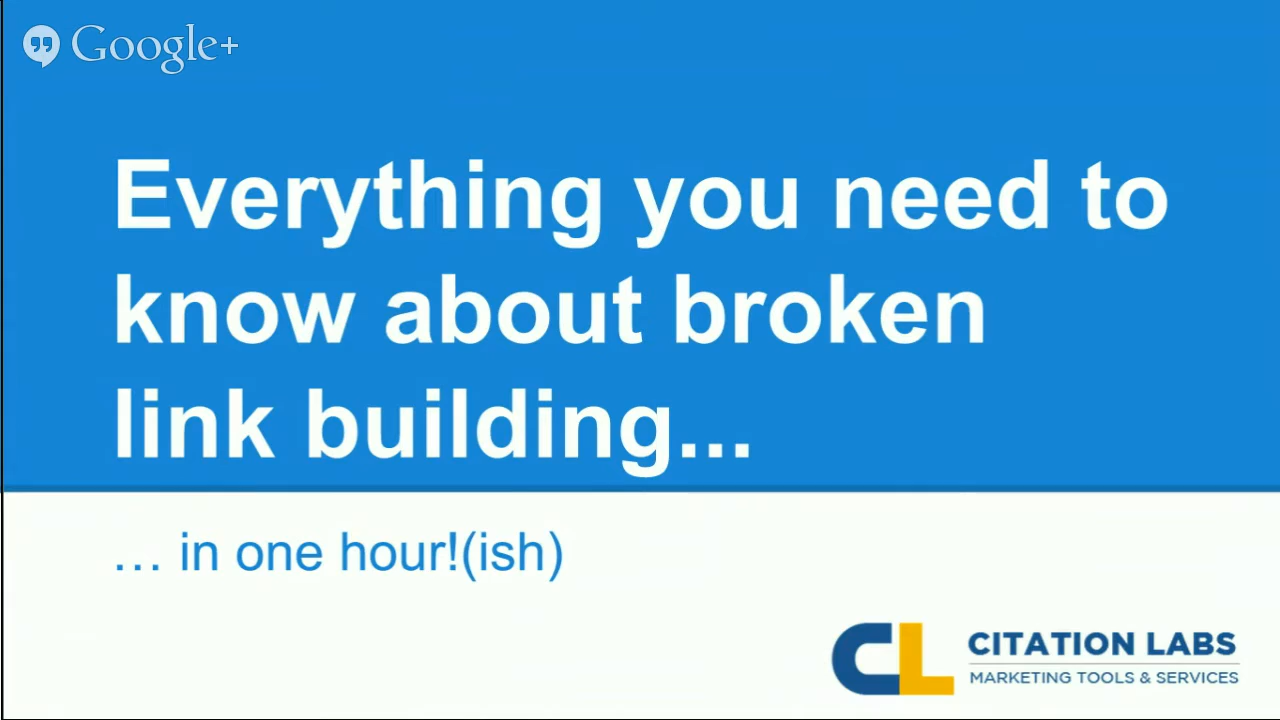 Google+
Everything you need to
know about broken
link building...
... in one hour!(ish)
CL
CITATION LABS
MARKETING TOOLS & SERVICES